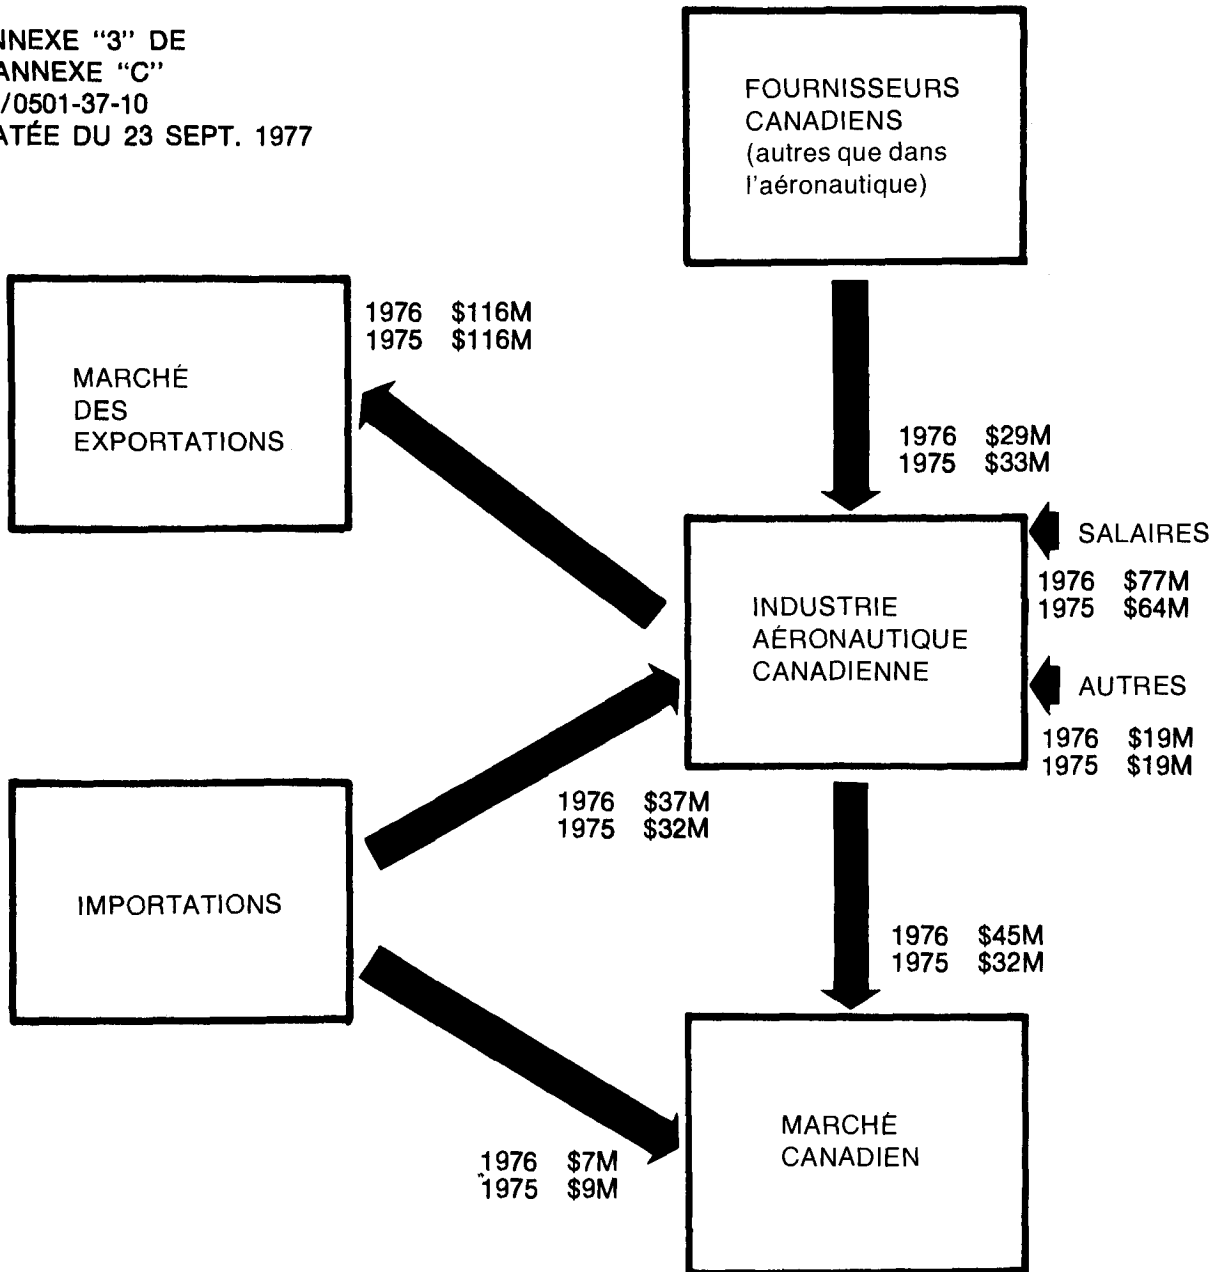 NNEXE “3” DE
ANNEXE “C”
/0501-37-10
ATÉE DU 23 SEPT. 1977
FOURNISSEURS
CANADIENS
(autres que dans
l'aéronautique)
1976 $116M
1975 $116M
MARCHÉ
DES
EXPORTATIONS
1976 $29M
1975 $33M
SALAIRES
1976 $77M
1975 $64M
INDUSTRIE
AÉRONAUTIQUE
CANADIENNE
AUTRES
1976 $19M
1975 $19M
1976 $37M
1975 $32M
IMPORTATIONS
1976 $45M
1975 $32M
MARCHÉ
CANADIEN
1976 $7M
1975 $9M